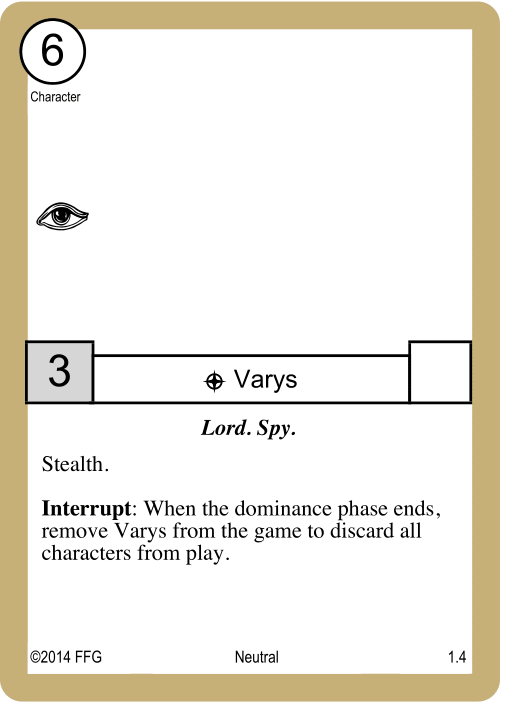 6
Character
3
Varys
Lord. Spy.
Stealth.
Interrupt: When the dominance phase ends,
remove Varys from the game to discard all
characters from play.
©2014 FFG Neutral 1.4